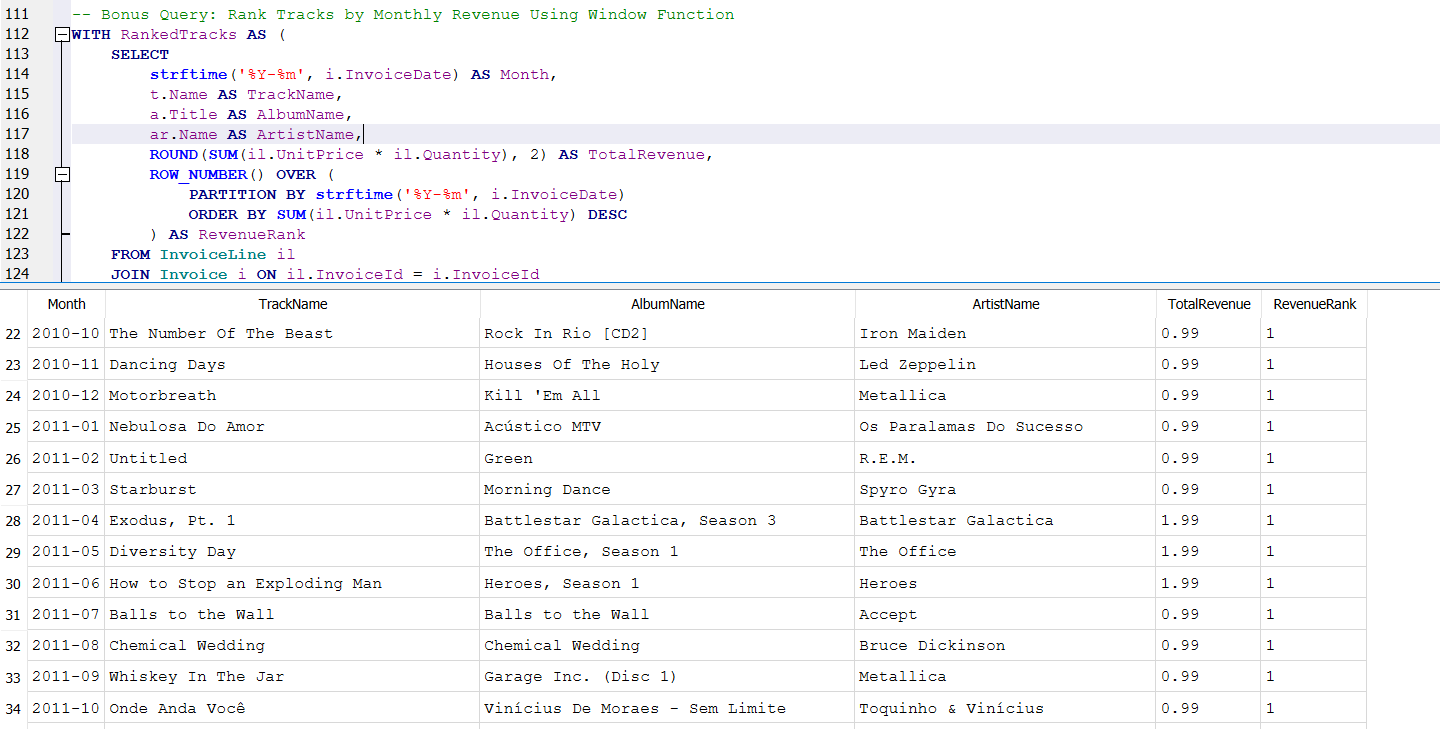 111 -- Bonus Query: Rank Tracks by Monthly Revenue Using Window Function
112 WITH RankedTracks AS (
113 SELECT
114 strftime('%Y-%m', i.InvoiceDate) AS Month,
115 t.Name AS TrackName,
116 a.Title AS AlbumName,
117 ar.Name AS ArtistName,
118 ROUND(SUM(il.UnitPrice * il.Quantity), 2) AS TotalRevenue,
119 ROW_NUMBER() OVER (
120 PARTITION BY strftime('%Y-%m', i.InvoiceDate)
121 ORDER BY SUM(il.UnitPrice * il.Quantity) DESC
122 ) AS RevenueRank
123 FROM InvoiceLine il
124 JOIN Invoice i ON il.InvoiceId = i.InvoiceId
Month TrackName AlbumName ArtistName TotalRevenue RevenueRank
22 2010-10 The Number Of The Beast Rock In Rio [CD2] Iron Maiden 0.99 1
23 2010-11 Dancing Days Houses Of The Holy Led Zeppelin 0.99 1
24 2010-12 Motorbreath Kill 'Em All Metallica 0.99 1
25 2011-01 Nebulosa Do Amor Acústico MTV Os Paralamas Do Sucesso 0.99 1
26 2011-02 Untitled Green R.E.M. 0.99 1
27 2011-03 Starburst Morning Dance Spyro Gyra 0.99 1
28 2011-04 Exodus, Pt. 1 Battlestar Galactica, Season 3 Battlestar Galactica 1.99 1
29 2011-05 Diversity Day The Office, Season 1 The Office 1.99 1
30 2011-06 How to Stop an Exploding Man Heroes, Season 1 Heroes 1.99 1
31 2011-07 Balls to the Wall Balls to the Wall Accept 0.99 1
32 2011-08 Chemical Wedding Chemical Wedding Bruce Dickinson 0.99 1
33 2011-09 Whiskey In The Jar Garage Inc. (Disc 1) Metallica 0.99 1
34 2011-10 Onde Anda Você Vinícius De Moraes - Sem Limite Toquinho & Vinícius 0.99 1